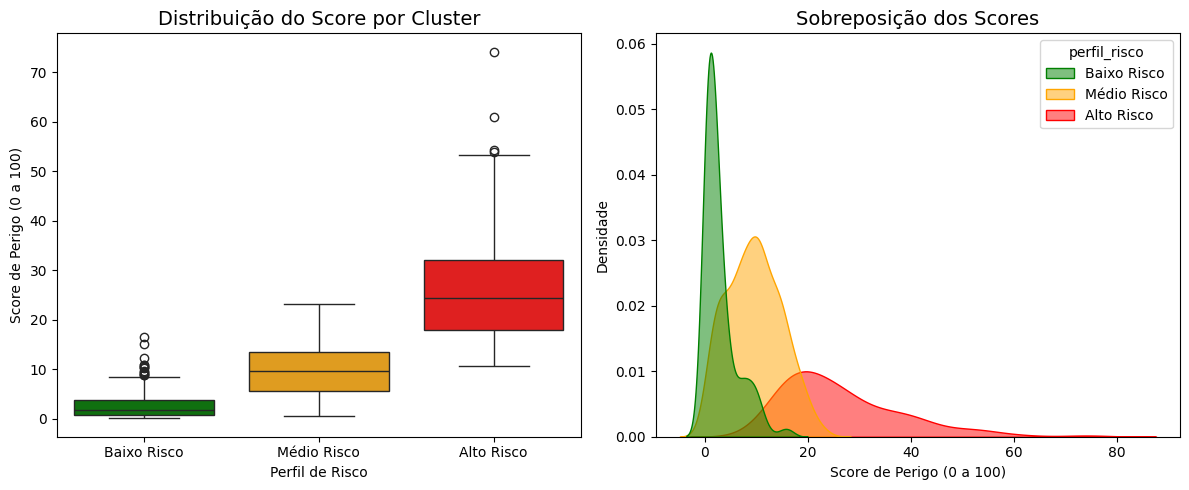 Distribuição do Score por Cluster
Score de Perigo (0 a 100)
70
60
50
40
30
20
10
0
Baixo Risco
Médio Risco
Alto Risco
Perfil de Risco
Sobreposição dos Scores
Densidade
0.06
0.05
0.04
0.03
0.02
0.01
0.00
perfil_risco
Baixo Risco
Médio Risco
Alto Risco
0
20
40
60
80
Score de Perigo (0 a 100)